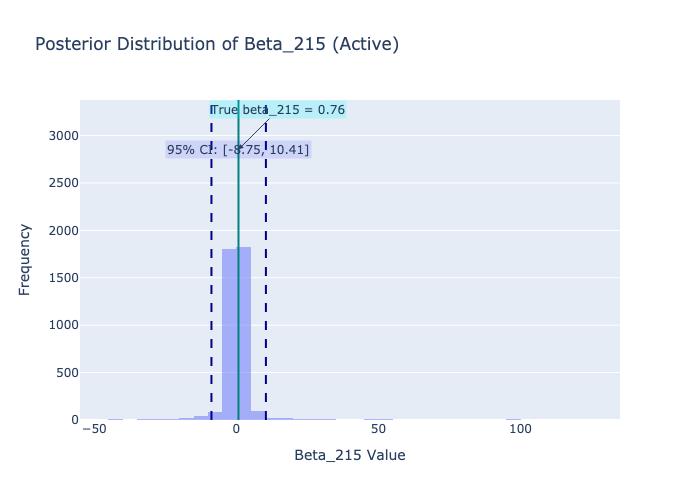 Posterior Distribution of Beta_215 (Active)
True beta_215 = 0.76
95% CI: [-8.75, 10.41]
3000
2500
2000
1500
1000
500
0
−50
0
50
100
Frequency
Beta_215 Value